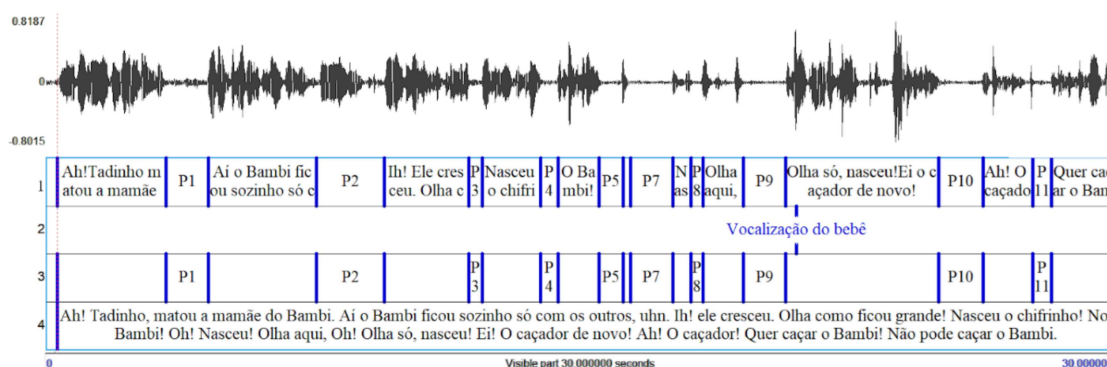 0.8187
0
-0.8015
1
Ah!Tadinho m
atou a mamãe
P1
Aí o Bambi fic
ou sozinho só c
P2
Ih! Ele cres
ceu. Olha c
P
3
Nasceu
o chifri
P
4
O Ba
mbi!
P5
P7
N
as
P
8
Olha
aqui,
P9
Olha só, nasceu!Ei o c
açador de novo!
P10
Ah! O
caçado
P
11
Quer caç
ar o Bam
2
Vocalização do bebê
3
P1
P2
P
3
P
4
P5
P7
P
8
P9
P10
P
11
4
Ah! Tadinho, matou a mamãe do Bambi. Aí o Bambi ficou sozinho só com os outros, uhn. Ih! ele cresceu. Olha como ficou grande! Nasceu o chifrinho! No
Bambi! Oh! Nasceu! Olha aqui, Oh! Olha só, nasceu! Ei! O caçador de novo! Ah! O caçador! Quer caçar o Bambi! Não pode caçar o Bambi.
0
Visible part 30.000000 seconds
30.00000